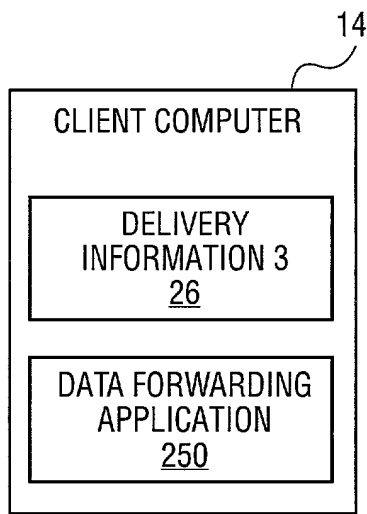 14
CLIENT COMPUTER
DELIVERY
INFORMATION 3
26
DATA FORWARDING
APPLICATION
250